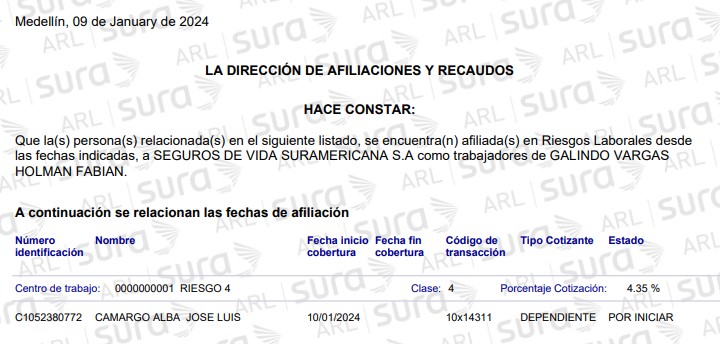 Medellín, 09 de January de 2024
LA DIRECCIÓN DE AFILIACIONES Y RECAUDOS
HACE CONSTAR:
Que la(s) persona(s) relacionada(s) en el siguiente listado, se encuentra(n) afiliada(s) en Riesgos Laborales desde
las fechas indicadas, a SEGUROS DE VIDA SURAMERICANA S.A como trabajadores de GALINDO VARGAS
HOLMAN FABIAN.
A continuación se relacionan las fechas de afiliación
Número identificación Nombre Fecha inicio cobertura Fecha fin cobertura Código de transacción Tipo Cotizante Estado
Centro de trabajo: 0000000001 RIESGO 4 Clase: 4 Porcentaje Cotización: 4.35 %
C1052380772 CAMARGO ALBA JOSE LUIS 10/01/2024 10x14311 DEPENDIENTE POR INICIAR
ARL sura